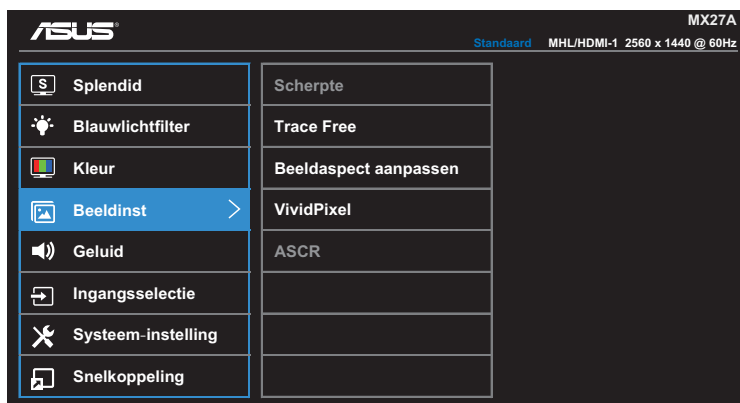 MX27A
ASUS®
Standaard MHL/HDMI-1 2560 x 1440 @ 60Hz
S Splendid
Scherpte
Blauwlichtfilter
Trace Free
Kleur
Beeldaspect aanpassen
Beeldinst
VividPixel
Geluid
ASCR
Ingangsselectie
Systeem-instelling
Snelkoppeling